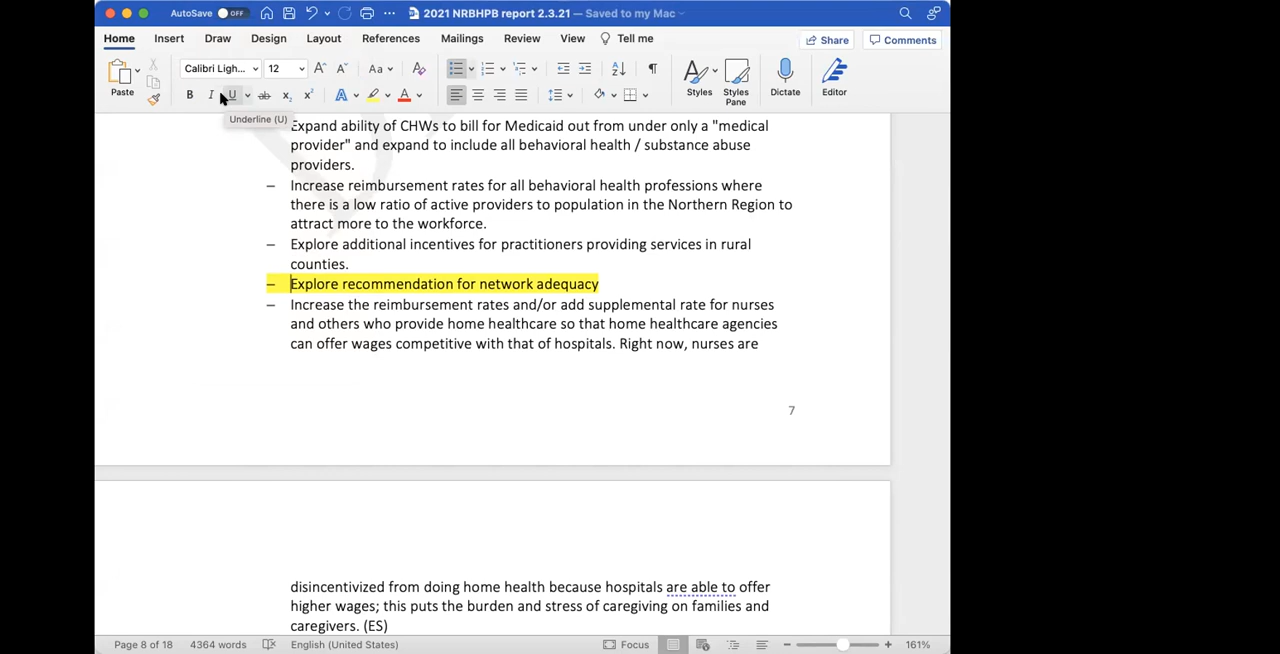 AutoSave OFF 2021 NRBHPB report 2.3.21 — Saved to my Mac
Home Insert Draw Design Layout References Mailings Review View Tell me Share Comments
Calibri Ligh... 12 Aa
Paste B I U ab x₂ x² A A Styles Styles Pane Dictate Editor
Underline (U)
Expand ability of CHWs to bill for Medicaid out from under only a "medical
provider" and expand to include all behavioral health / substance abuse
providers.
– Increase reimbursement rates for all behavioral health professions where
there is a low ratio of active providers to population in the Northern Region to
attract more to the workforce.
– Explore additional incentives for practitioners providing services in rural
counties.
– Explore recommendation for network adequacy
– Increase the reimbursement rates and/or add supplemental rate for nurses
and others who provide home healthcare so that home healthcare agencies
can offer wages competitive with that of hospitals. Right now, nurses are
7
disincentivized from doing home health because hospitals are able to offer
higher wages; this puts the burden and stress of caregiving on families and
caregivers. (ES)
Page 8 of 18 4364 words English (United States) Focus 161%